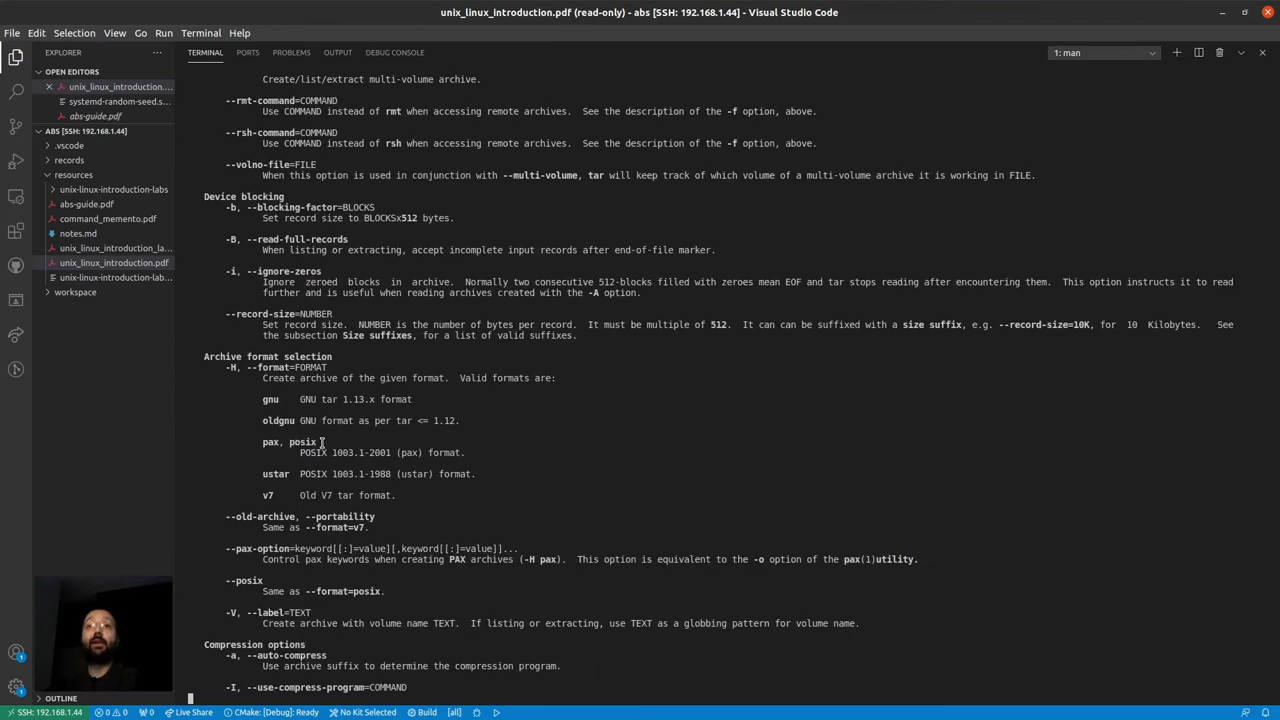 unix_linux_introduction.pdf (read-only) - abs [SSH: 192.168.1.44] - Visual Studio Code
File Edit Selection View Go Run Terminal Help
EXPLORER
OPEN EDITORS
unix_linux_introduction....
systemd-random-seed.s...
abs-guide.pdf
ABS [SSH: 192.168.1.44]
.vscode
records
resources
unix-linux-introduction-labs
abs-guide.pdf
command_memento.pdf
notes.md
unix_linux_introduction_la...
unix_linux_introduction.pdf
unix-linux-introduction-lab...
workspace
OUTLINE
TERMINAL PORTS PROBLEMS OUTPUT DEBUG CONSOLE
1: man
Create/list/extract multi-volume archive.
--rmt-command=COMMAND
Use COMMAND instead of rmt when accessing remote archives.  See the description of the -f option, above.
--rsh-command=COMMAND
Use COMMAND instead of rsh when accessing remote archives.  See the description of the -f option, above.
--volno-file=FILE
When this option is used in conjunction with --multi-volume, tar will keep track of which volume of a multi-volume archive it is working in FILE.
Device blocking
-b, --blocking-factor=BLOCKS
Set record size to BLOCKSx512 bytes.
-B, --read-full-records
When listing or extracting, accept incomplete input records after end-of-file marker.
-i, --ignore-zeros
Ignore  zeroed  blocks  in  archive.  Normally two consecutive 512-blocks filled with zeroes mean EOF and tar stops reading after encountering them.  This option instructs it to read
further and is useful when reading archives created with the -A option.
--record-size=NUMBER
Set record size.  NUMBER is the number of bytes per record.  It must be multiple of 512.  It can can be suffixed with a size suffix, e.g. --record-size=10K, for  10  Kilobytes.   See
the subsection Size suffixes, for a list of valid suffixes.
Archive format selection
-H, --format=FORMAT
Create archive of the given format.  Valid formats are:
gnu    GNU tar 1.13.x format
oldgnu GNU format as per tar <= 1.12.
pax, posix
POSIX 1003.1-2001 (pax) format.
ustar  POSIX 1003.1-1988 (ustar) format.
v7     Old V7 tar format.
--old-archive, --portability
Same as --format=v7.
--pax-option=keyword[[:]=value][,keyword[[:]=value]]...
Control pax keywords when creating PAX archives (-H pax).  This option is equivalent to the -o option of the pax(1)utility.
--posix
Same as --format=posix.
-V, --label=TEXT
Create archive with volume name TEXT.  If listing or extracting, use TEXT as a globbing pattern for volume name.
Compression options
-a, --auto-compress
Use archive suffix to determine the compression program.
-I, --use-compress-program=COMMAND
1
1
SSH: 192.168.1.44 0 0 0 Live Share CMake: [Debug]: Ready No Kit Selected Build [all]